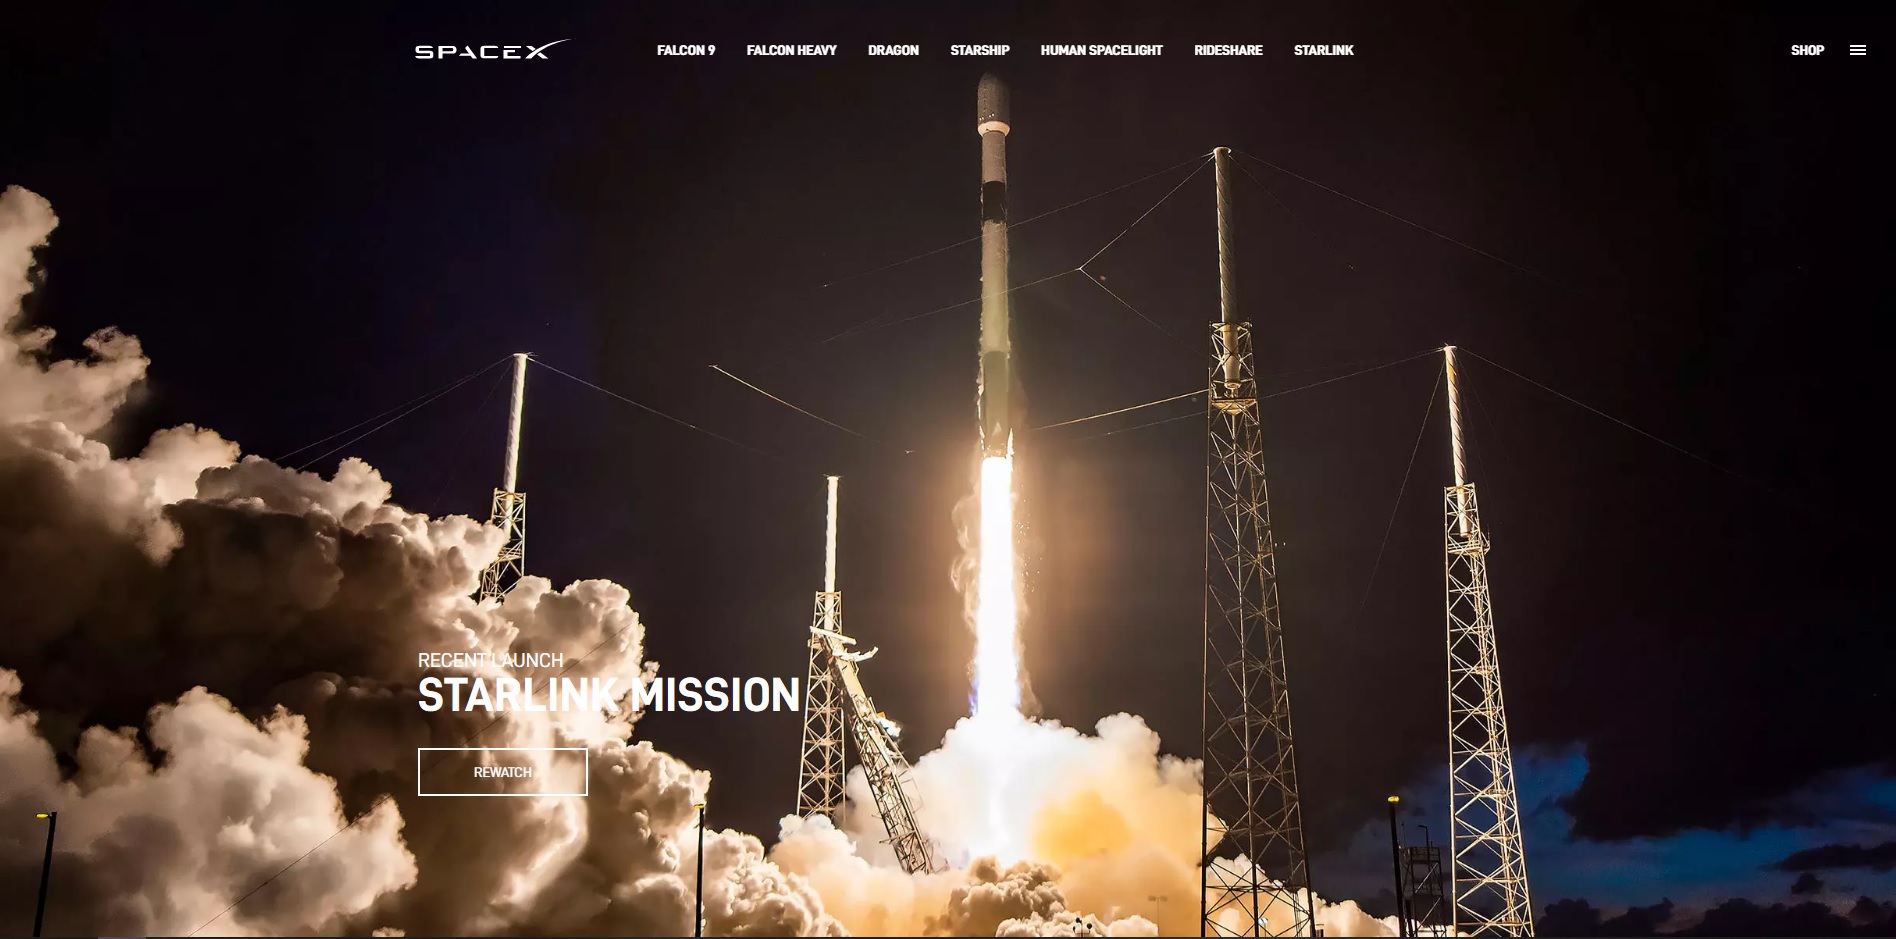 SPACEX
FALCON 9 FALCON HEAVY DRAGON STARSHIP HUMAN SPACELIGHT RIDESHARE STARLINK SHOP
RECENT LAUNCH
STARLINK MISSION
REWATCH